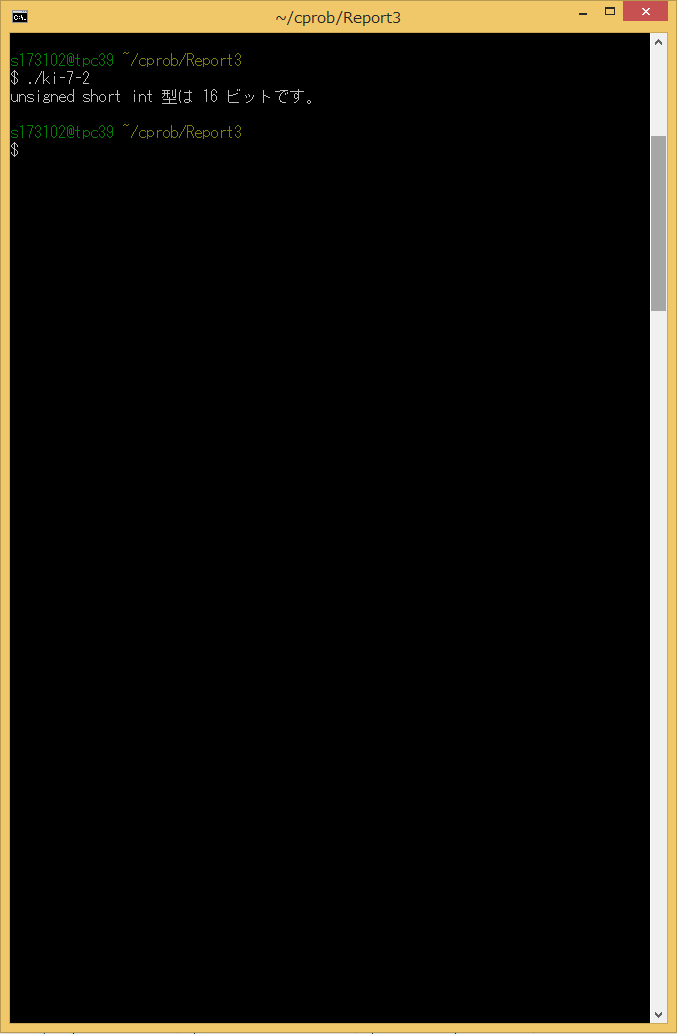 ~/cprob/Report3
s173102@tpc39 ~/cprob/Report3
$ ./ki-7-2
unsigned short int 型は 16 ビットです。
s173102@tpc39 ~/cprob/Report3
$